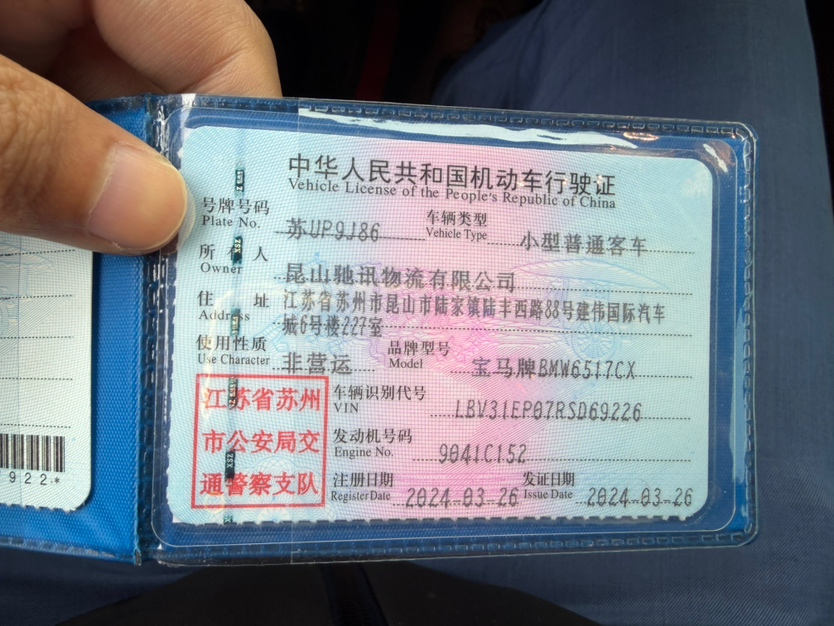 中华人民共和国机动车行驶证
Vehicle License of the People's Republic of China
号牌号码 苏UP9J86 车辆类型 小型普通客车
Plate No. Vehicle Type
所有人 昆山驰讯物流有限公司
Owner
住址 江苏省苏州市昆山市陆家镇陆丰西路88号建伟国际汽车
Address 城6号楼227室
使用性质 非营运 品牌型号 宝马牌BMW6517CX
Use Character Model
江苏省苏州
市公安局交
通警察支队
车辆识别代号 LBV31EP07RSD69226
VIN
发动机号码 9041C152
Engine No.
注册日期 2024-03-26 发证日期 2024-03-26
Register Date Issue Date
922*